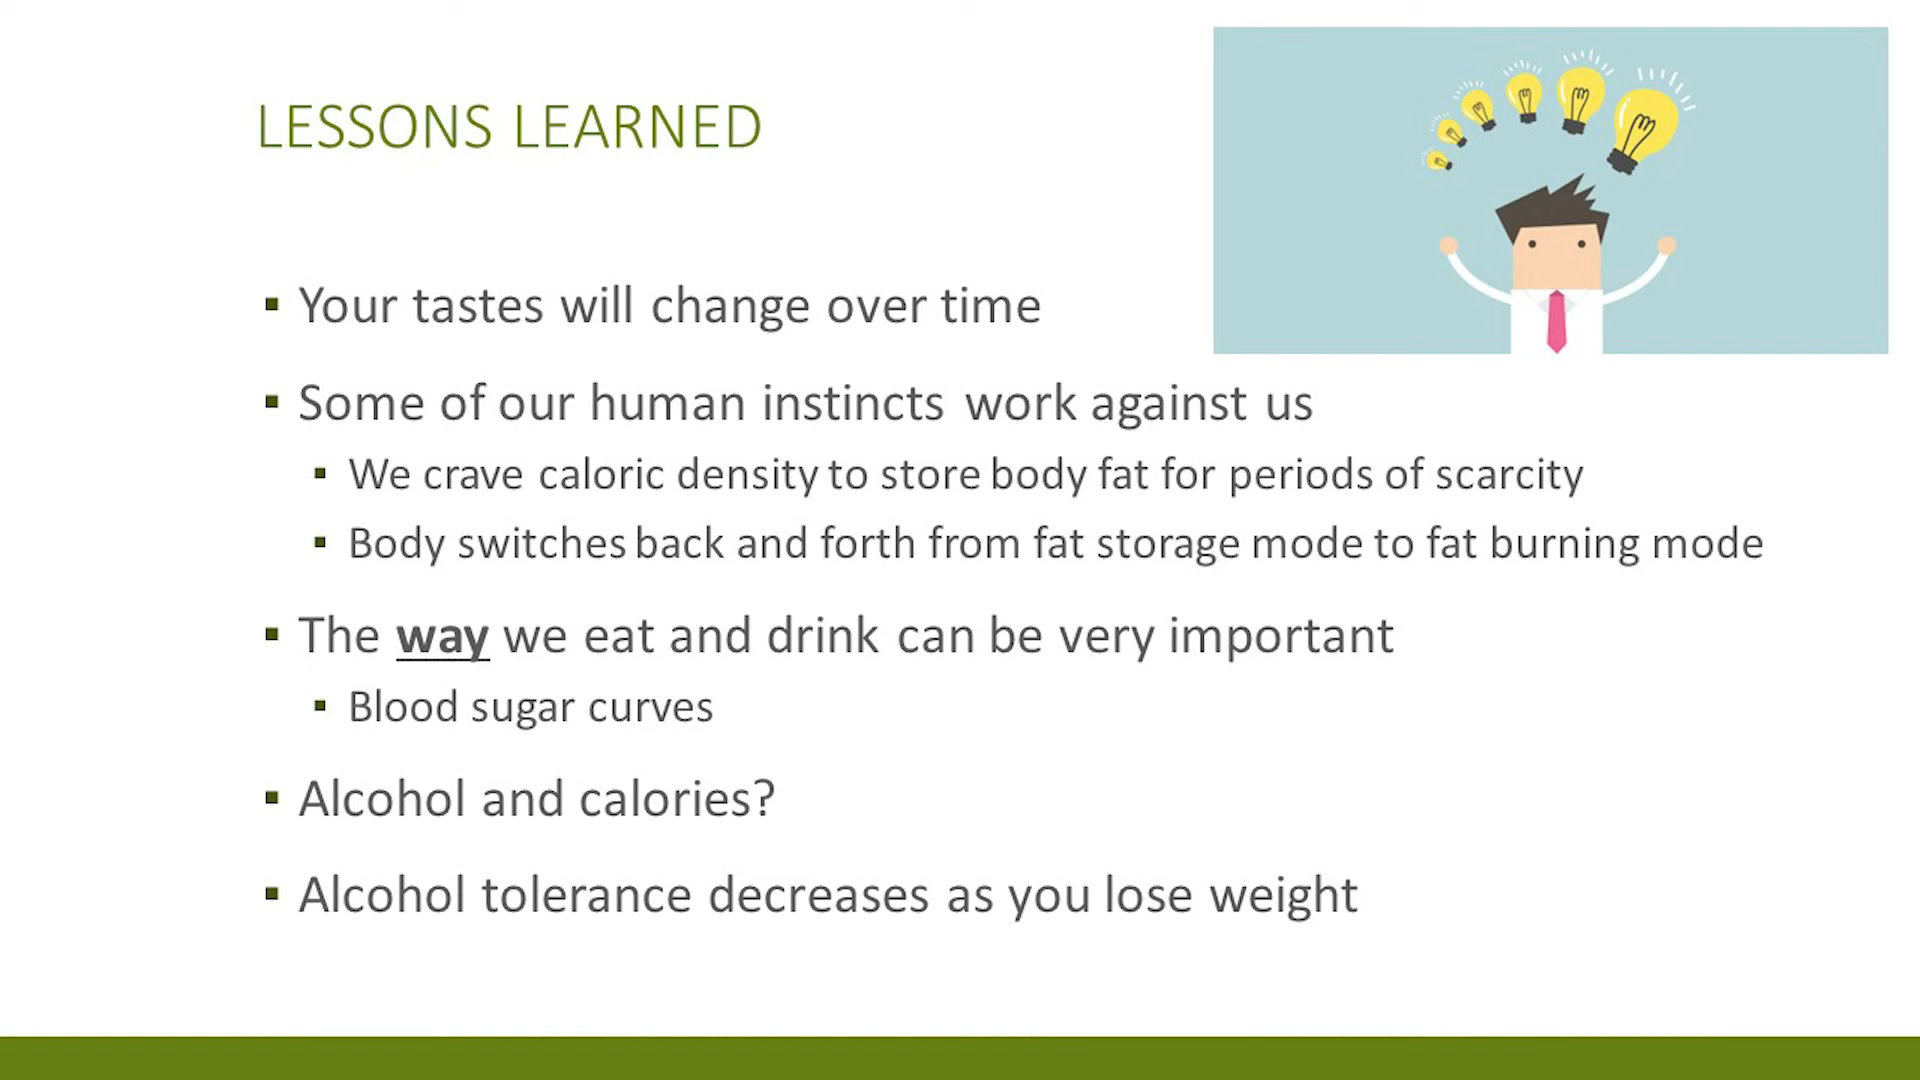 LESSONS LEARNED
▪ Your tastes will change over time
▪ Some of our human instincts work against us
▪ We crave caloric density to store body fat for periods of scarcity
▪ Body switches back and forth from fat storage mode to fat burning mode
▪ The way we eat and drink can be very important
▪ Blood sugar curves
▪ Alcohol and calories?
▪ Alcohol tolerance decreases as you lose weight